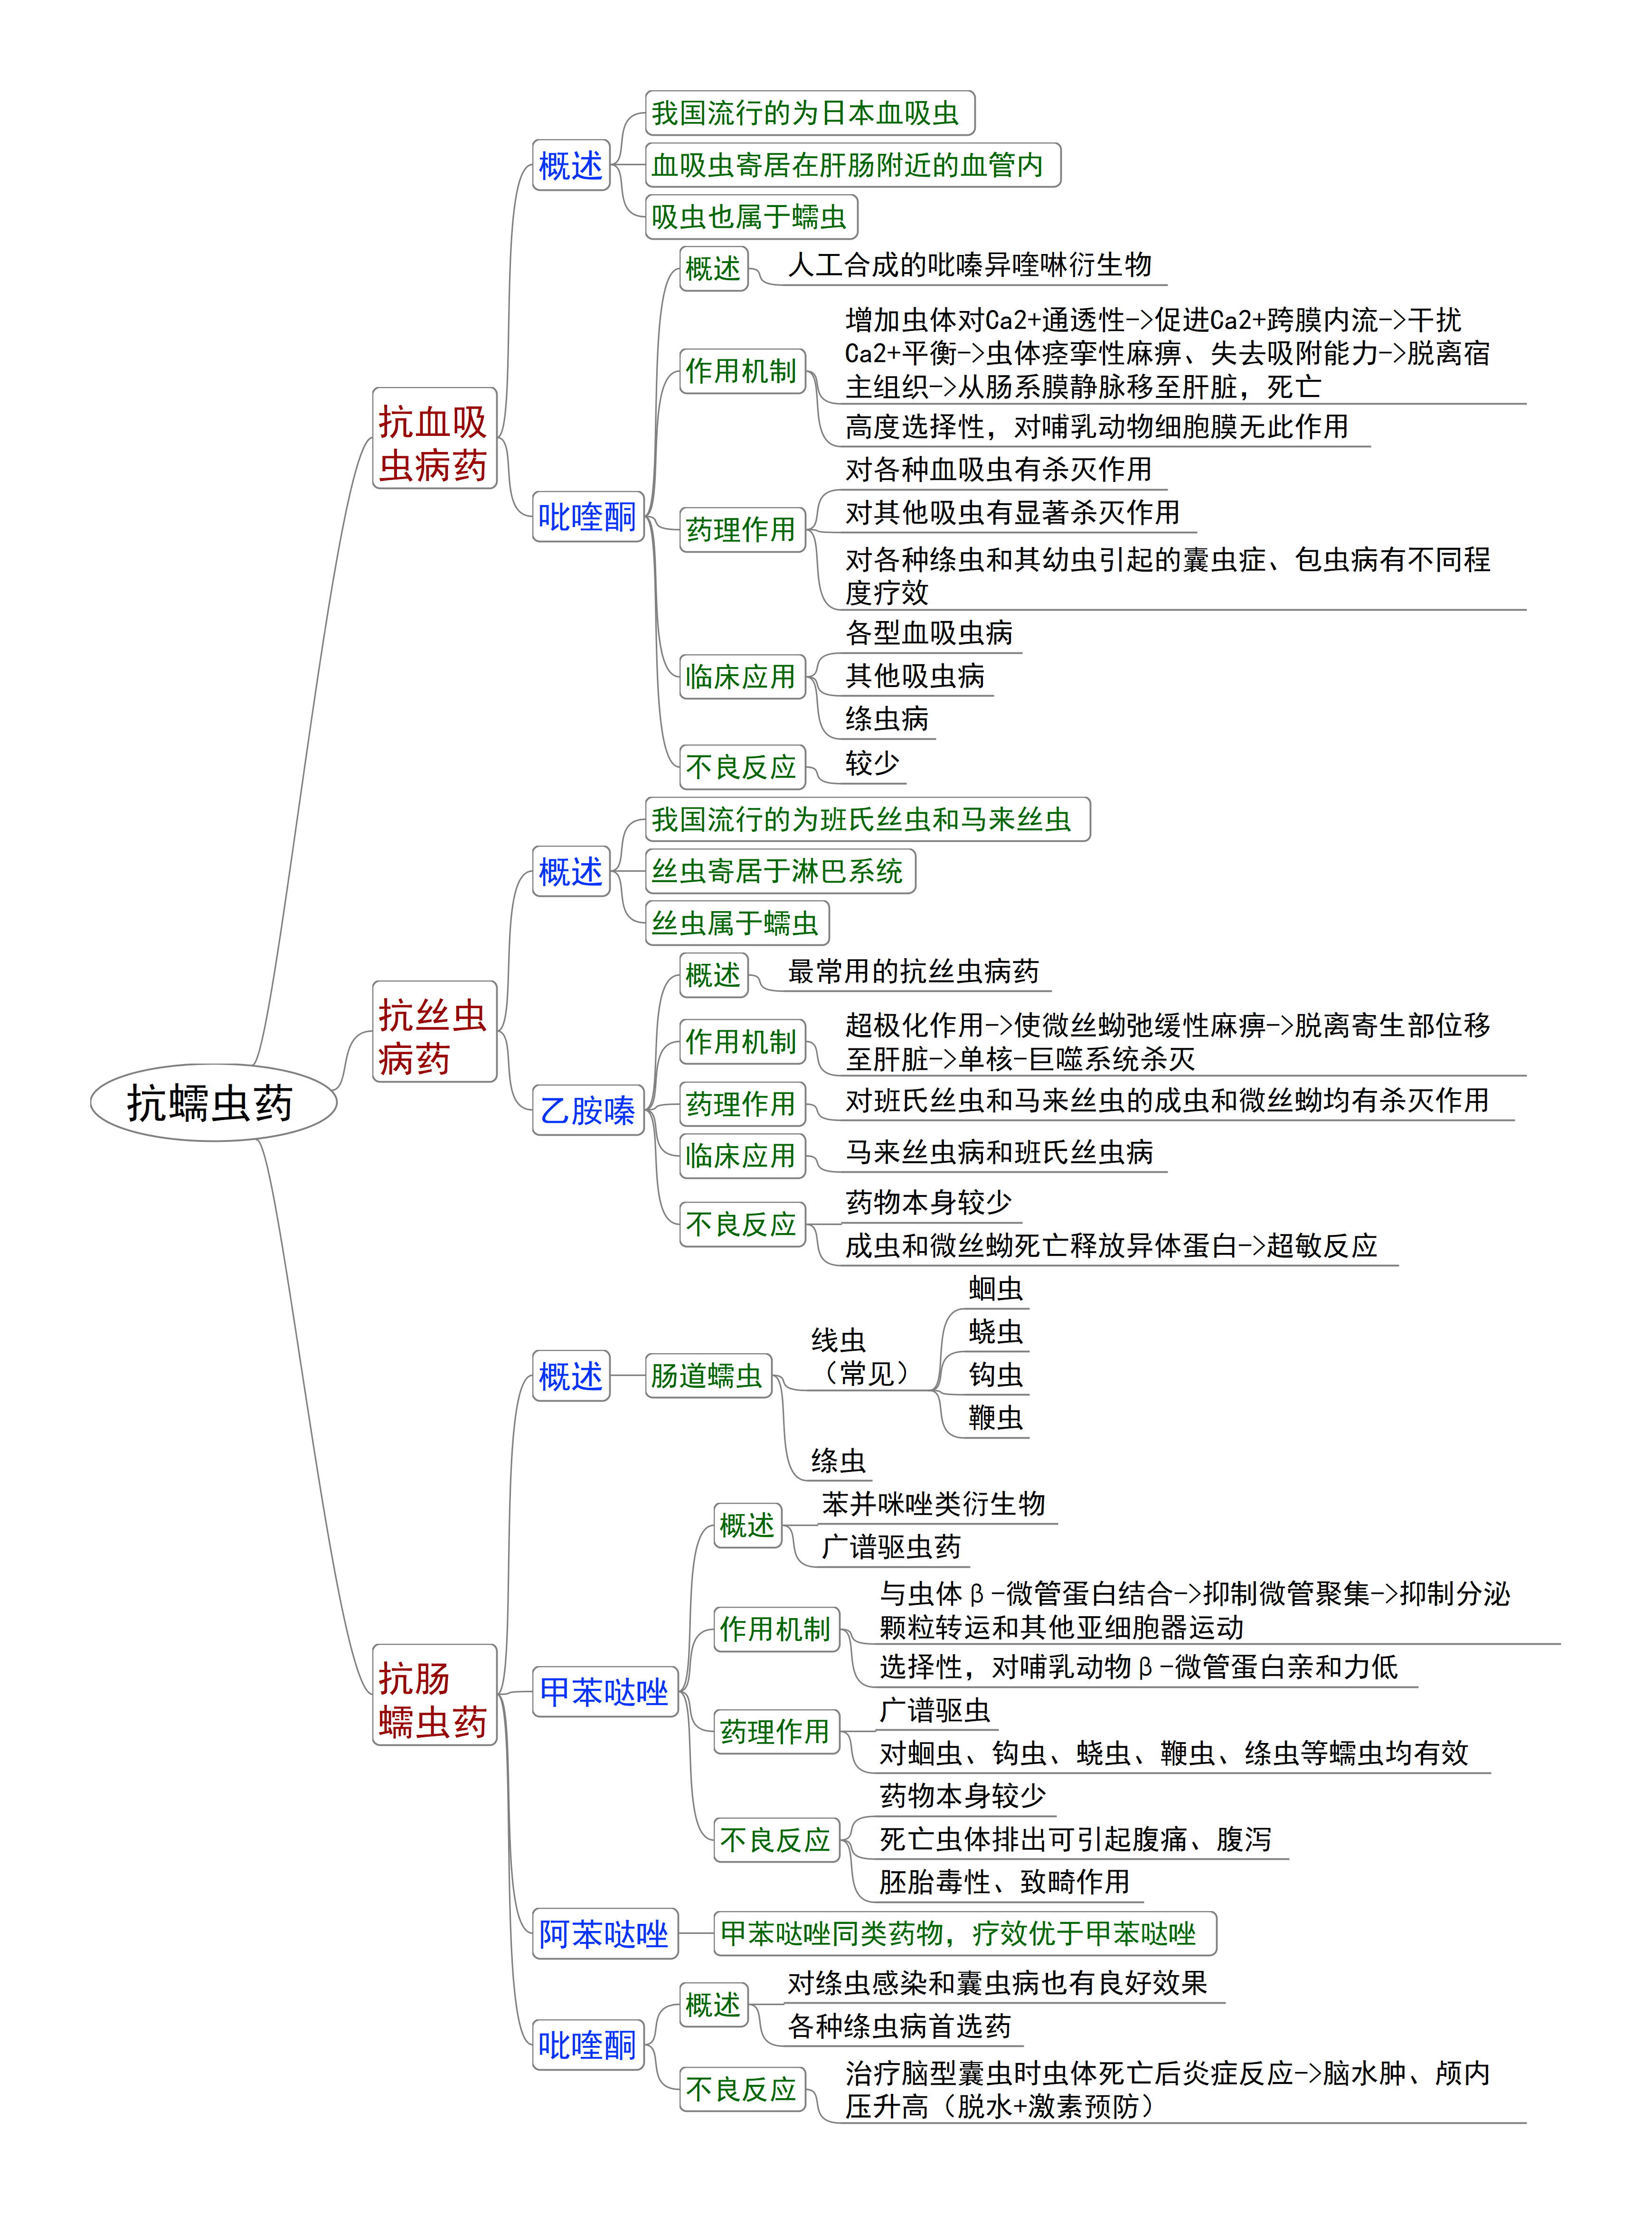 抗蠕虫药
抗血吸
虫病药
概述
我国流行的为日本血吸虫
血吸虫寄居在肝肠附近的血管内
吸虫也属于蠕虫
吡喹酮
概述
人工合成的吡嗪异喹啉衍生物
作用机制
增加虫体对Ca2+通透性->促进Ca2+跨膜内流->干扰
Ca2+平衡->虫体痉挛性麻痹、失去吸附能力->脱离宿
主组织->从肠系膜静脉移至肝脏，死亡
高度选择性，对哺乳动物细胞膜无此作用
药理作用
对各种血吸虫有杀灭作用
对其他吸虫有显著杀灭作用
对各种绦虫和其幼虫引起的囊虫症、包虫病有不同程
度疗效
临床应用
各型血吸虫病
其他吸虫病
绦虫病
不良反应
较少
抗丝虫
病药
概述
我国流行的为班氏丝虫和马来丝虫
丝虫寄居于淋巴系统
丝虫属于蠕虫
乙胺嗪
概述
最常用的抗丝虫病药
作用机制
超极化作用->使微丝蚴弛缓性麻痹->脱离寄生部位移
至肝脏->单核-巨噬系统杀灭
药理作用
对班氏丝虫和马来丝虫的成虫和微丝蚴均有杀灭作用
临床应用
马来丝虫病和班氏丝虫病
不良反应
药物本身较少
成虫和微丝蚴死亡释放异体蛋白->超敏反应
抗肠
蠕虫药
概述
肠道蠕虫
线虫
（常见）
蛔虫
蛲虫
钩虫
鞭虫
绦虫
甲苯哒唑
概述
苯并咪唑类衍生物
广谱驱虫药
作用机制
与虫体β-微管蛋白结合->抑制微管聚集->抑制分泌
颗粒转运和其他亚细胞器运动
选择性，对哺乳动物β-微管蛋白亲和力低
药理作用
广谱驱虫
对蛔虫、钩虫、蛲虫、鞭虫、绦虫等蠕虫均有效
不良反应
药物本身较少
死亡虫体排出可引起腹痛、腹泻
胚胎毒性、致畸作用
阿苯哒唑
甲苯哒唑同类药物，疗效优于甲苯哒唑
吡喹酮
概述
对绦虫感染和囊虫病也有良好效果
各种绦虫病首选药
不良反应
治疗脑型囊虫时虫体死亡后炎症反应->脑水肿、颅内
压升高（脱水+激素预防）